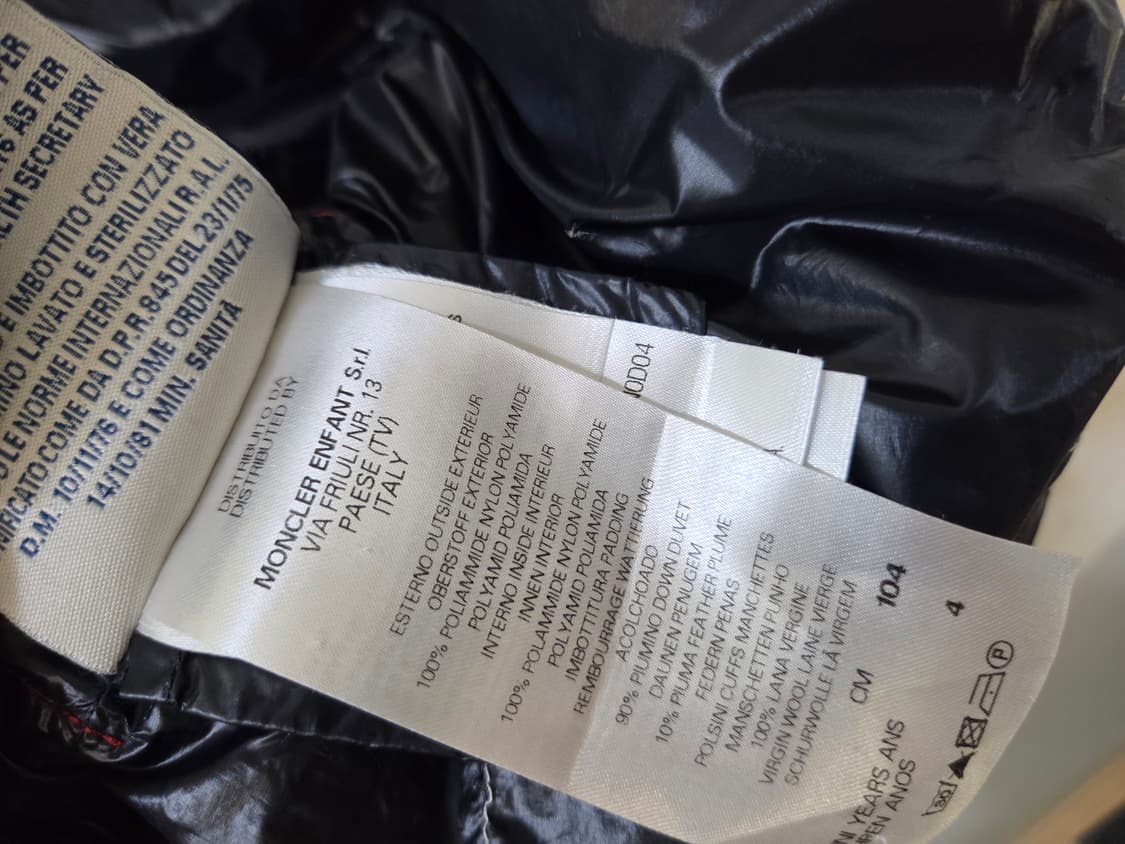 16 AS PER
SECRETARY
E IMBOTTITO CON VERA
LAVATO E STERILIZZATO
LE NORME INTERNAZIONALI R.A.L.
COME DA D.P.R. 845 DEL 23/1/75
D.M. 10/11/76 E COME ORDINANZA
14/10/81 MIN. SANITÀ
DISTRIBUITO DA
DISTRIBUTED BY
MONCLER ENFANT S.r.l.
VIA FRIULI NR. 13
PAESE (TV)
ITALY
ESTERNO OUTSIDE EXTERIEUR
OBERSTOFF EXTERIOR
100% POLIAMMIDE NYLON POLYAMIDE
POLYAMID POLIAMIDA
INTERNO INSIDE INTERIEUR
INNEN INTERIOR
100% POLAMMIDE NYLON POLYAMIDE
POLYAMID POLIAMIDA
IMBOTTITURA PADDING
REMBOURRAGE WATTIERUNG
ACOLCHOADO
90% PIUMINO DOWN DUVET
DAUNEN PENUGEM
10% PIUMA FEATHER PLUME
FEDERN PENAS
POLSINI CUFFS MANCHETTES
MANSCHETTEN PUNHO
100% LANA VERGINE
VIRGIN WOOL LAINE VIERGE
SCHURWOLLE LÃ VIRGEM
CM 104
YEARS ANS 4
ANOS
30 P
0D04